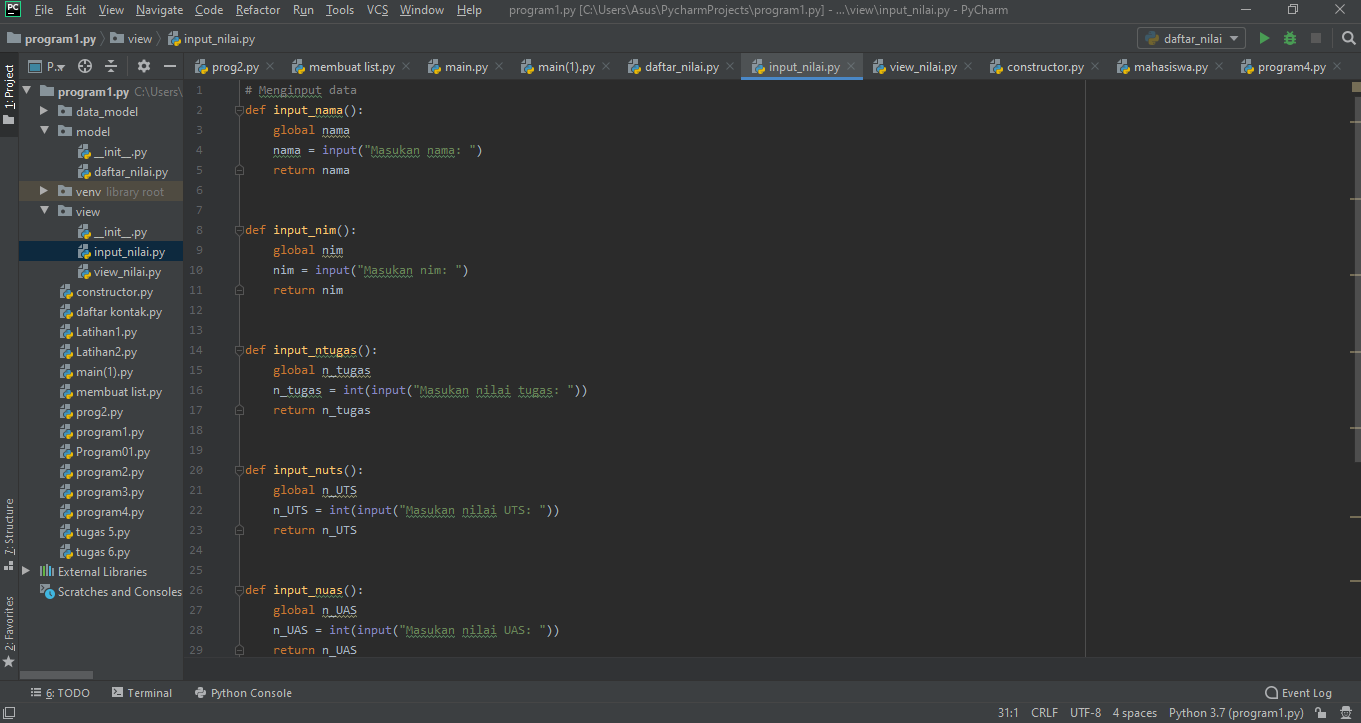 PC File Edit View Navigate Code Refactor Run Tools VCS Window Help program1.py [C:\Users\Asus\PycharmProjects\program1.py] - ...\view\input_nilai.py - PyCharm
program1.py view input_nilai.py daftar_nilai
P.. prog2.py membuat list.py main.py main(1).py daftar_nilai.py input_nilai.py view_nilai.py constructor.py mahasiswa.py program4.py
1: Project
7: Structure
2: Favorites
program1.py C:\Users\
data_model
model
__init__.py
daftar_nilai.py
venv library root
view
__init__.py
input_nilai.py
view_nilai.py
constructor.py
daftar kontak.py
Latihan1.py
Latihan2.py
main(1).py
membuat list.py
prog2.py
program1.py
Program01.py
program2.py
program3.py
program4.py
tugas 5.py
tugas 6.py
External Libraries
Scratches and Consoles
1 # Menginput data
2 def input_nama():
3 global nama
4 nama = input("Masukan nama: ")
5 return nama
6
7
8 def input_nim():
9 global nim
10 nim = input("Masukan nim: ")
11 return nim
12
13
14 def input_ntugas():
15 global n_tugas
16 n_tugas = int(input("Masukan nilai tugas: "))
17 return n_tugas
18
19
20 def input_nuts():
21 global n_UTS
22 n_UTS = int(input("Masukan nilai UTS: "))
23 return n_UTS
24
25
26 def input_nuas():
27 global n_UAS
28 n_UAS = int(input("Masukan nilai UAS: "))
29 return n_UAS
6: TODO Terminal Python Console Event Log
31:1 CRLF UTF-8 4 spaces Python 3.7 (program1.py)